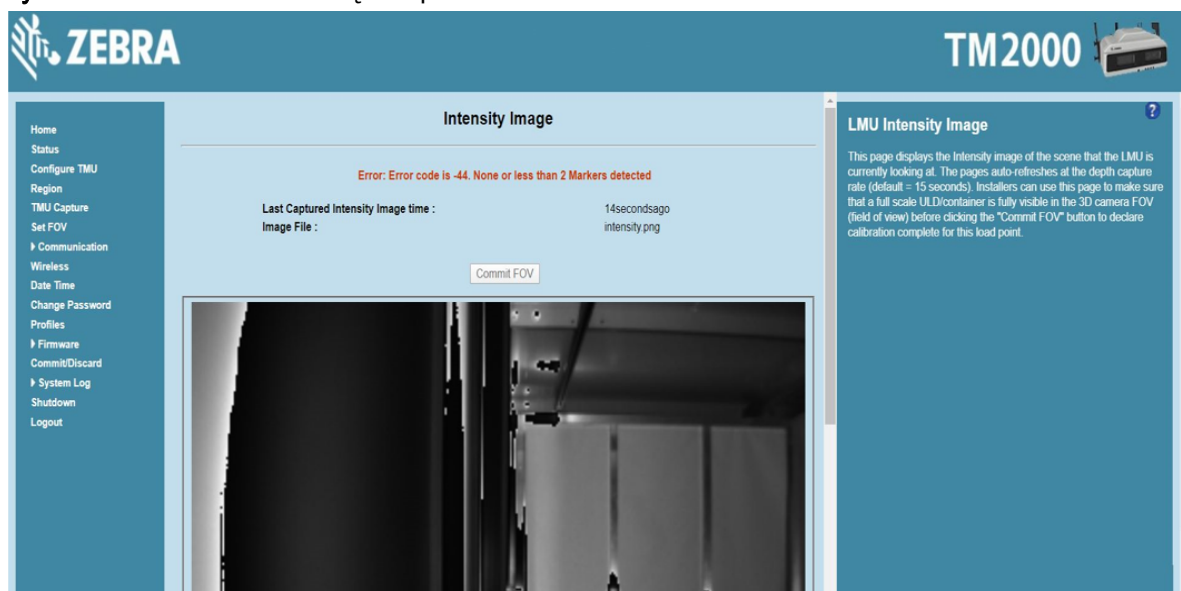 ZEBRA
TM2000
Home
Status
Configure TMU
Region
TMU Capture
Set FOV
Communication
Wireless
Date Time
Change Password
Profiles
Firmware
Commit/Discard
System Log
Shutdown
Logout
Intensity Image
Error: Error code is -44. None or less than 2 Markers detected
Last Captured Intensity Image time : 14secondsago
Image File : intensity.png
Commit FOV
?
LMU Intensity Image
This page displays the Intensity image of the scene that the LMU is
currently looking at. The pages auto-refreshes at the depth capture
rate (default = 15 seconds). Installers can use this page to make sure
that a full scale ULD/container is fully visible in the 3D camera FOV
(field of view) before clicking the "Commit FOV" button to declare
calibration complete for this load point.